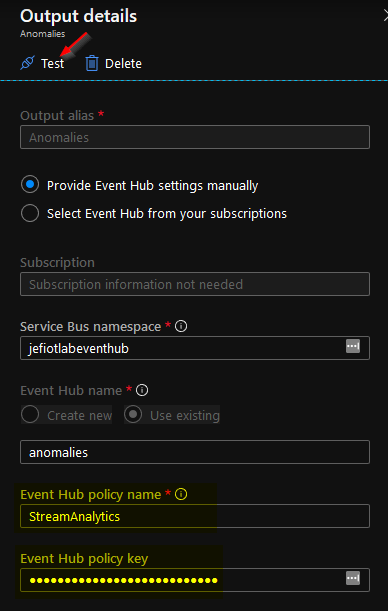 Output details
Anomalies
Test Delete
Output alias *
Anomalies
Provide Event Hub settings manually
Select Event Hub from your subscriptions
Subscription
Subscription information not needed
Service Bus namespace *
jefiotlabeventhub
Event Hub name *
Create new Use existing
anomalies
Event Hub policy name *
StreamAnalytics
Event Hub policy key
••••••••••••••••••••••••••••